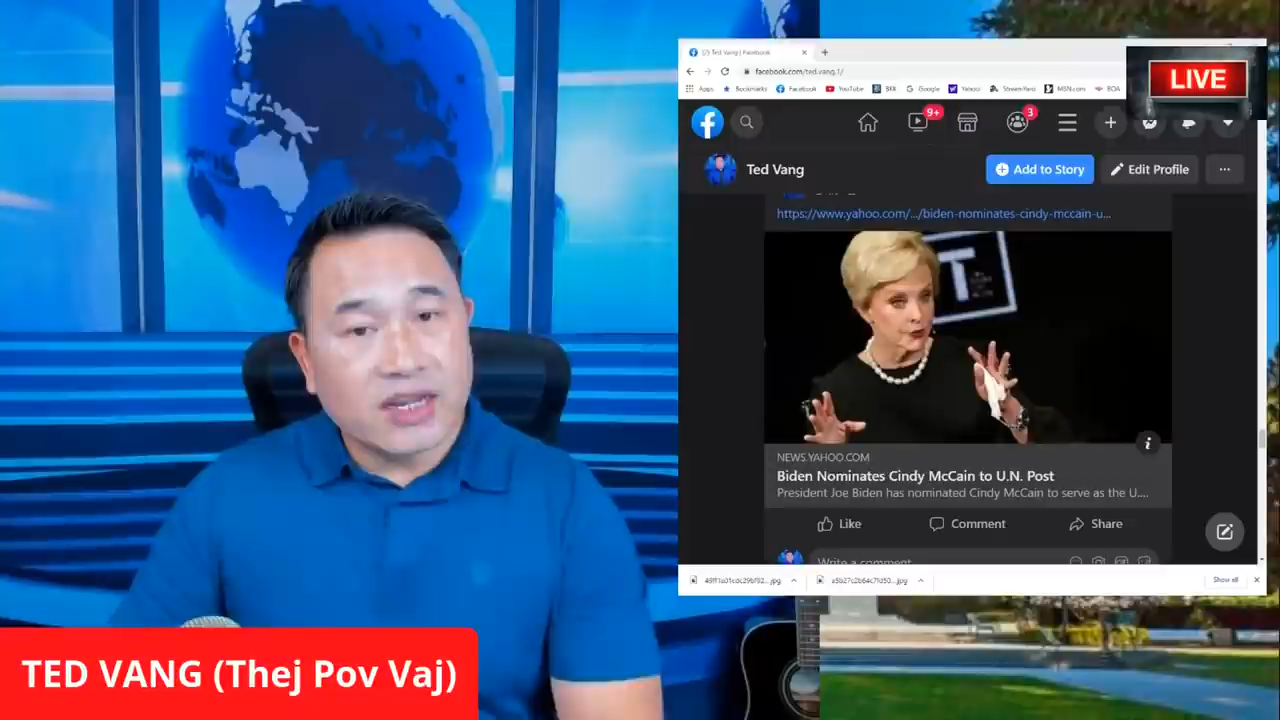 (2) Ted Vang | Facebook
facebook.com/ted.vang.1/
Apps Bookmarks Facebook YouTube BKK Google Yahoo StreamYard MSN.com BOA
LIVE
9+
3
Ted Vang
Add to Story
Edit Profile
https://www.yahoo.com/.../biden-nominates-cindy-mccain-u...
T
NEWS.YAHOO.COM
Biden Nominates Cindy McCain to U.N. Post
President Joe Biden has nominated Cindy McCain to serve as the U....
Like Comment Share
Write a comment
Show all
TED VANG (Thej Pov Vaj)